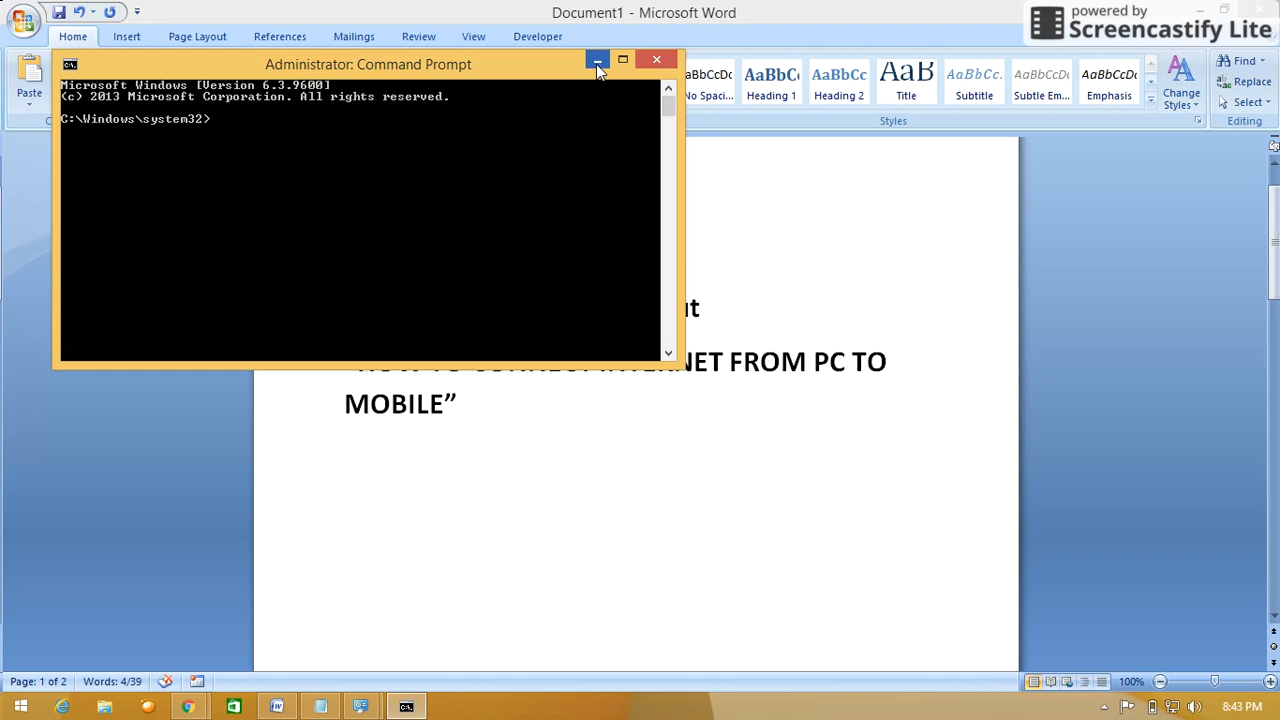 Document1 - Microsoft Word
powered by
Screencastify Lite
Home Insert Page Layout References Mailings Review View Developer
Administrator: Command Prompt
Microsoft Windows [Version 6.3.9600]
(c) 2013 Microsoft Corporation. All rights reserved.
C:\Windows\system32>
Paste
AaBbCcDc AaBbC AaBbCc AaB AaBbCc. AaBbCcDc AaBbCcDc
No Spaci... Heading 1 Heading 2 Title Subtitle Subtle Em... Emphasis
Change
Styles
Find
Replace
Select
Styles
Editing
NET FROM PC TO
MOBILE”
Page: 1 of 2 Words: 4/39 100%
8:43 PM